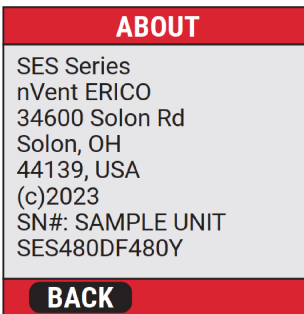 ABOUT
SES Series
nVent ERICO
34600 Solon Rd
Solon, OH
44139, USA
(c)2023
SN#: SAMPLE UNIT
SES480DF480Y
BACK